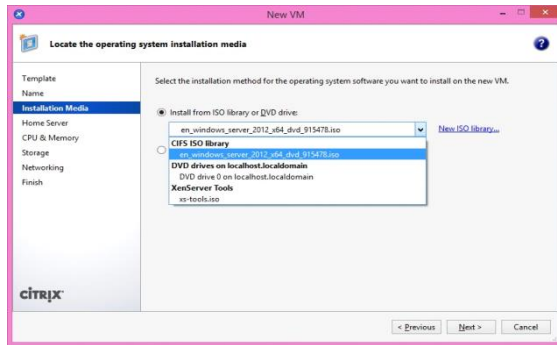 New VM
Locate the operating system installation media
Template
Name
Installation Media
Home Server
CPU & Memory
Storage
Networking
Finish
Select the installation method for the operating system software you want to install on the new VM.
Install from ISO library or DVD drive:
en_windows_server_2012_x64_dvd_915478.iso
New ISO library...
CIFS ISO library
en_windows_server_2012_x64_dvd_915478.iso
DVD drives on localhost.localdomain
DVD drive 0 on localhost.localdomain
XenServer Tools
xs-tools.iso
CITRIX
< Previous
Next >
Cancel